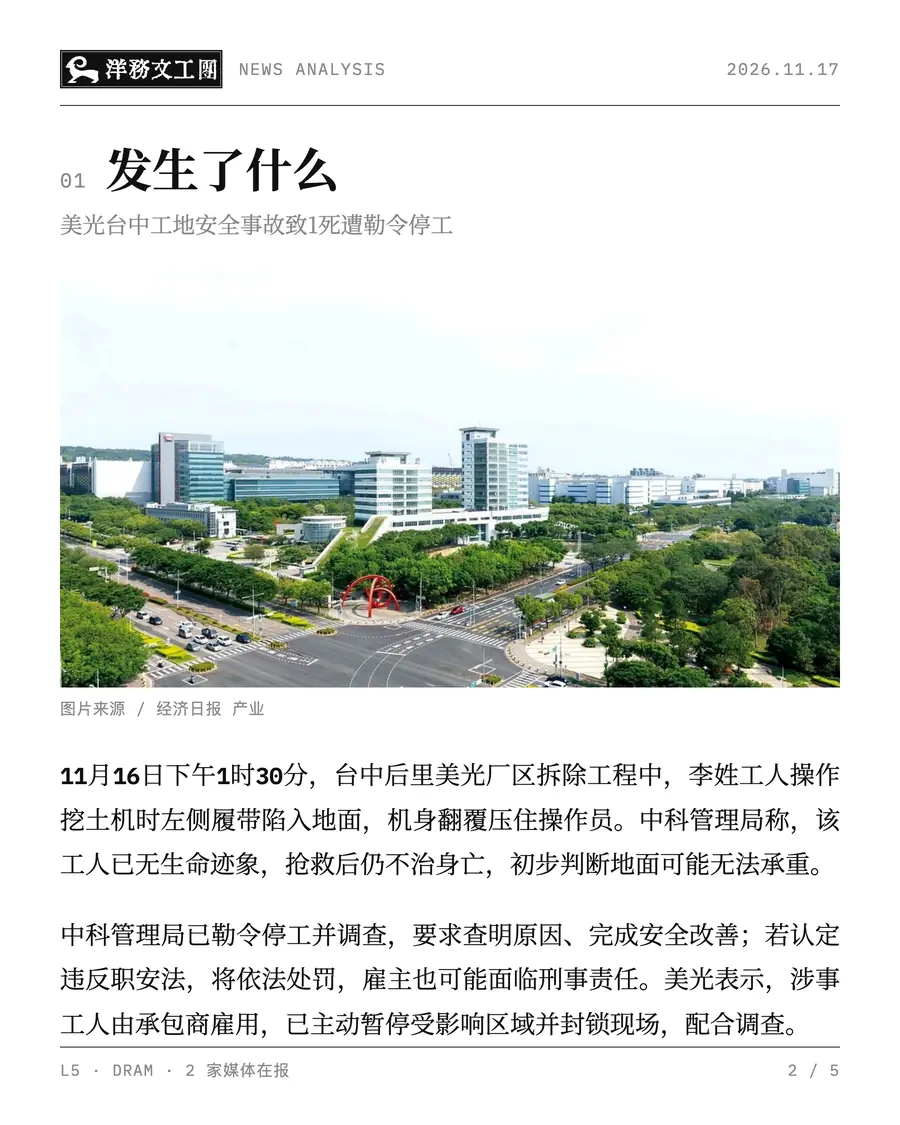 洋務文工團 NEWS ANALYSIS 2026.11.17
01 发生了什么
美光台中工地安全事故致1死遭勒令停工
图片来源 / 经济日报 产业
11月16日下午1时30分，台中后里美光厂区拆除工程中，李姓工人操作
挖土机时左侧履带陷入地面，机身翻覆压住操作员。中科管理局称，该
工人已无生命迹象，抢救后仍不治身亡，初步判断地面可能无法承重。
中科管理局已勒令停工并调查，要求查明原因、完成安全改善；若认定
违反职安法，将依法处罚，雇主也可能面临刑事责任。美光表示，涉事
工人由承包商雇用，已主动暂停受影响区域并封锁现场，配合调查。
L5 · DRAM · 2 家媒体在报 2 / 5